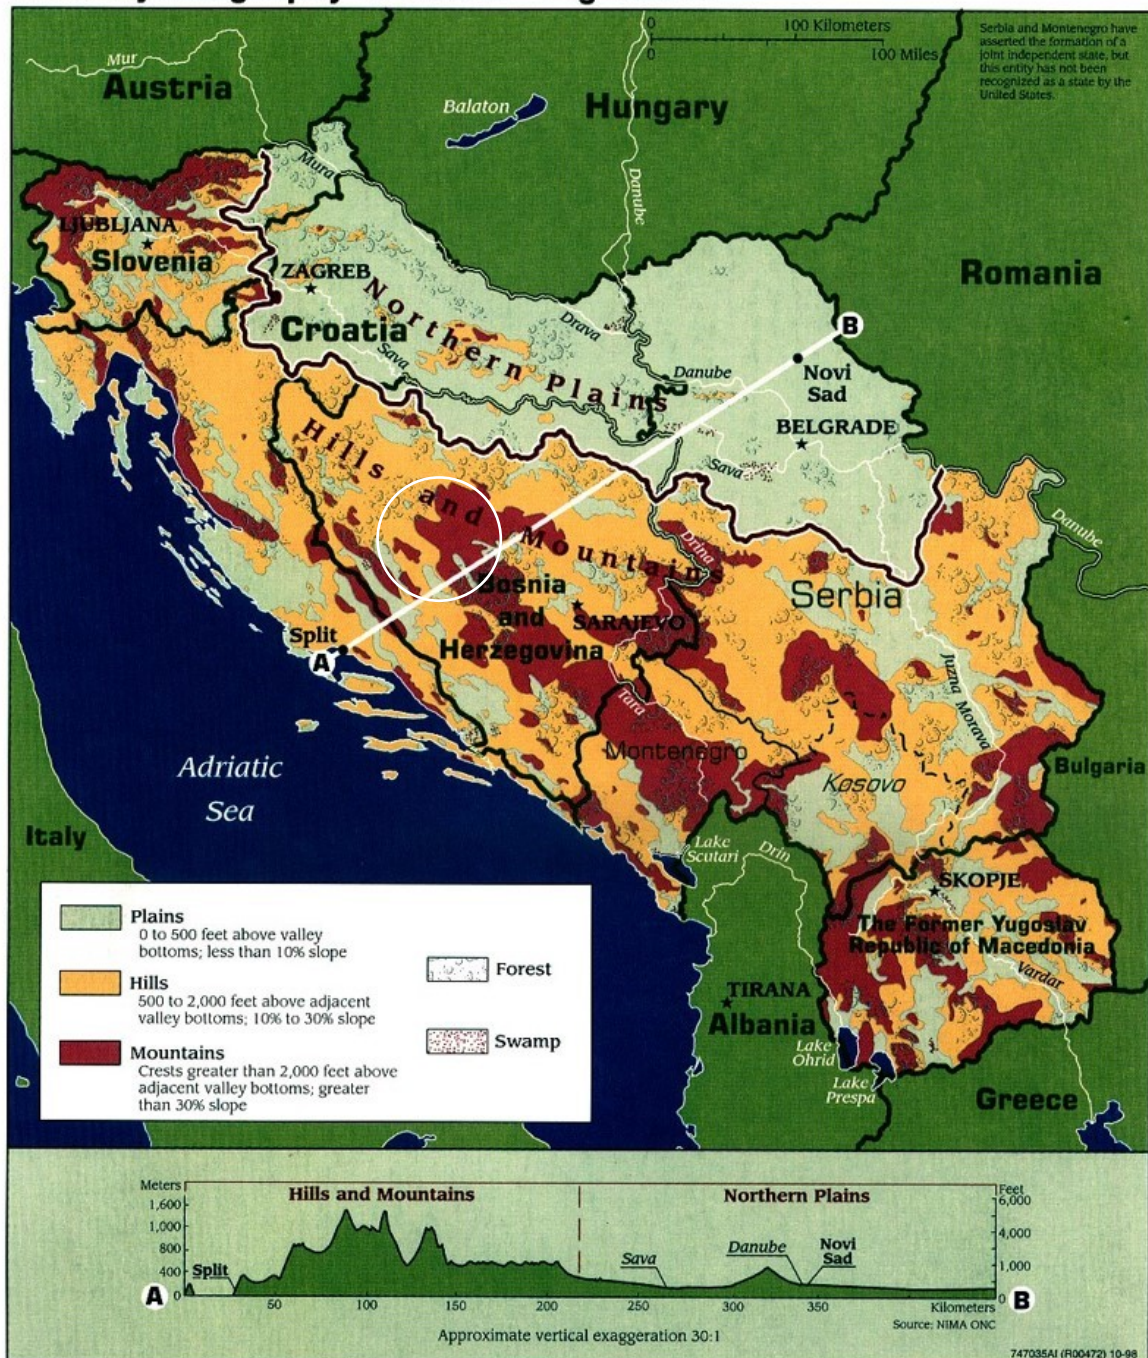 0
100 Kilometers
0
100 Miles
Serbia and Montenegro have
asserted the formation of a
joint independent state, but
this entity has not been
recognized as a state by the
United States.
Mur
Austria
Balaton
Hungary
Mura
Danube
LJUBLJANA
Slovenia
ZAGREB
Croatia
Northern Plains
Drava
Sava
Romania
B
Danube
Novi
Sad
BELGRADE
Sava
Hills and Mountains
Drina
Danube
Bosnia
and
Herzegovina
SARAJEVO
Serbia
Split
A
Tara
Montenegro
Juzna Morava
Kosovo
Bulgaria
Adriatic
Sea
Italy
Lake
Scutari
Drin
SKOPJE
The Former Yugoslav
Republic of Macedonia
Vardar
TIRANA
Albania
Lake
Ohrid
Lake
Prespa
Greece
Plains
0 to 500 feet above valley
bottoms; less than 10% slope
Hills
500 to 2,000 feet above adjacent
valley bottoms; 10% to 30% slope
Mountains
Crests greater than 2,000 feet above
adjacent valley bottoms; greater
than 30% slope
Forest
Swamp
Meters
Hills and Mountains
Northern Plains
Feet
1,600
1,200
800
400
0
6,000
4,000
1,000
0
Split
Sava
Danube
Novi
Sad
A
50
100
150
200
250
300
350
Kilometers
B
Source: NIMA ONC
Approximate vertical exaggeration 30:1
747035AI (R00472) 10-98